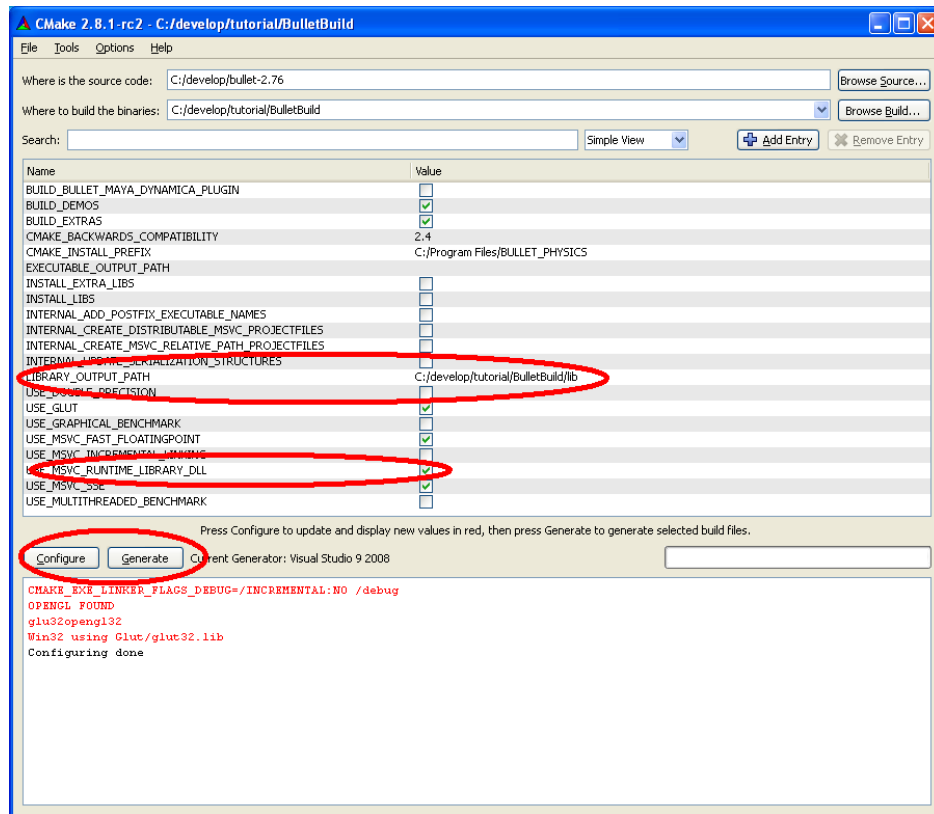 CMake 2.8.1-rc2 - C:/develop/tutorial/BulletBuild
File Tools Options Help
Where is the source code: C:/develop/bullet-2.76 Browse Source...
Where to build the binaries: C:/develop/tutorial/BulletBuild Browse Build...
Search: Simple View Add Entry Remove Entry
Name Value
BUILD_BULLET_MAYA_DYNAMICA_PLUGIN
BUILD_DEMOS
BUILD_EXTRAS
CMAKE_BACKWARDS_COMPATIBILITY 2.4
CMAKE_INSTALL_PREFIX C:/Program Files/BULLET_PHYSICS
EXECUTABLE_OUTPUT_PATH
INSTALL_EXTRA_LIBS
INSTALL_LIBS
INTERNAL_ADD_POSTFIX_EXECUTABLE_NAMES
INTERNAL_CREATE_DISTRIBUTABLE_MSVC_PROJECTFILES
INTERNAL_CREATE_MSVC_RELATIVE_PATH_PROJECTFILES
INTERNAL_UPDATE_SERIALIZATION_STRUCTURES
LIBRARY_OUTPUT_PATH C:/develop/tutorial/BulletBuild/lib
USE_DOUBLE_PRECISION
USE_GLUT
USE_GRAPHICAL_BENCHMARK
USE_MSVC_FAST_FLOATINGPOINT
USE_MSVC_INCREMENTAL_LINKING
USE_MSVC_RUNTIME_LIBRARY_DLL
USE_MSVC_SSE
USE_MULTITHREADED_BENCHMARK
Press Configure to update and display new values in red, then press Generate to generate selected build files.
Configure Generate Current Generator: Visual Studio 9 2008
CMAKE_EXE_LINKER_FLAGS_DEBUG=/INCREMENTAL:NO /debug
OPENGL FOUND
glu32opengl32
Win32 using Glut/glut32.lib
Configuring done